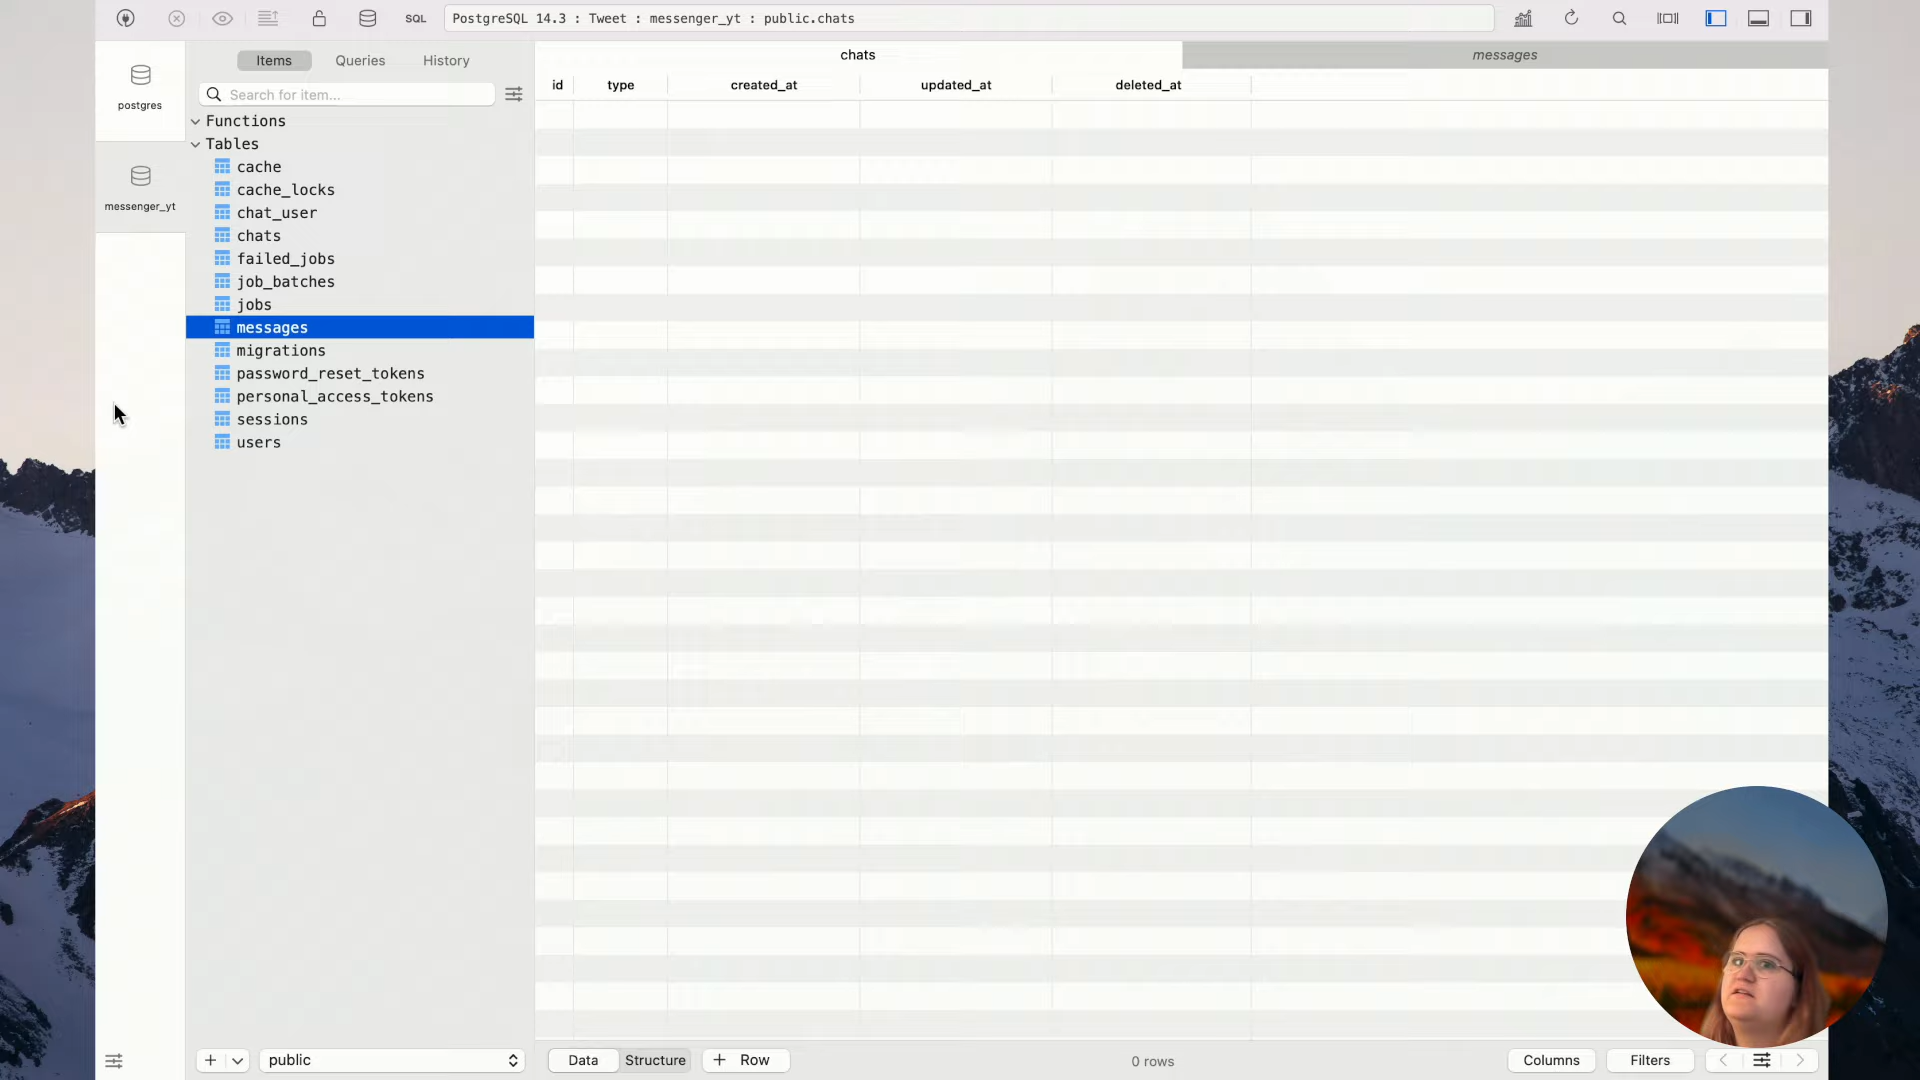 SQL
PostgreSQL 14.3 : Tweet : messenger_yt : public.chats
postgres
messenger_yt
Items
Queries
History
Search for item...
Functions
Tables
cache
cache_locks
chat_user
chats
failed_jobs
job_batches
jobs
messages
migrations
password_reset_tokens
personal_access_tokens
sessions
users
public
chats
messages
id
type
created_at
updated_at
deleted_at
Data
Structure
+ Row
0 rows
Columns
Filters